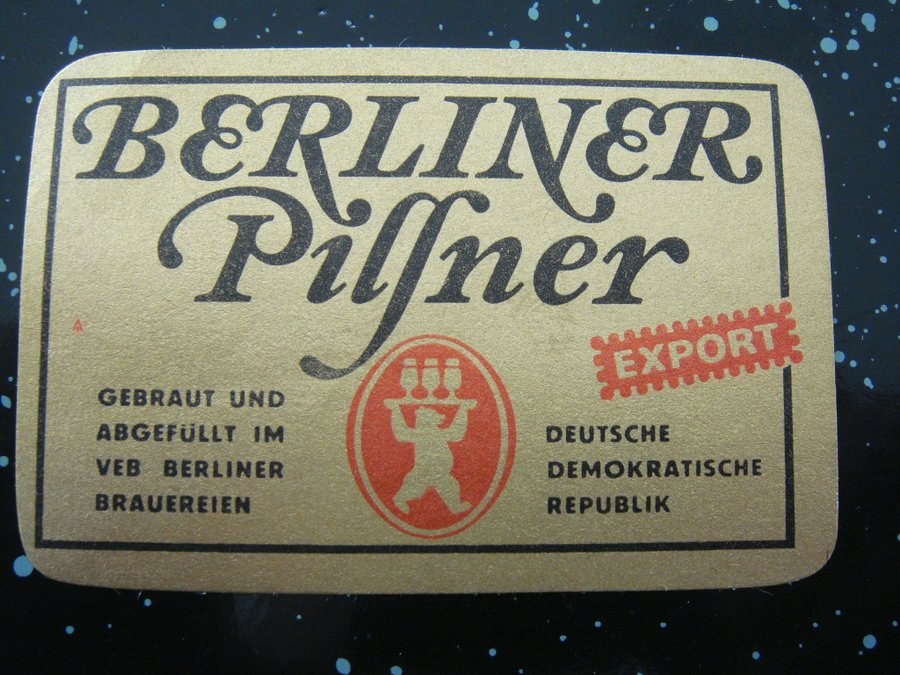 BERLINER
Pilſner
EXPORT
GEBRAUT UND
ABGEFÜLLT IM
VEB BERLINER
BRAUEREIEN
DEUTSCHE
DEMOKRATISCHE
REPUBLIK